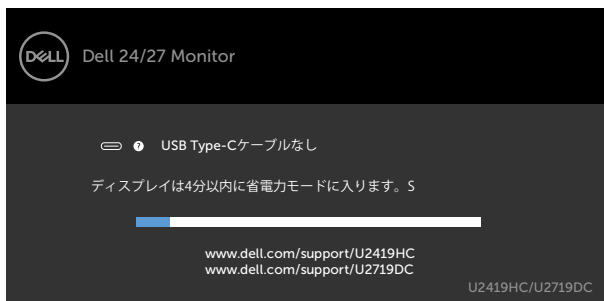 DELL
Dell 24/27 Monitor
? USB Type-Cケーブルなし
ディスプレイは4分以内に省電力モードに入ります。S
www.dell.com/support/U2419HC
www.dell.com/support/U2719DC
U2419HC/U2719DC